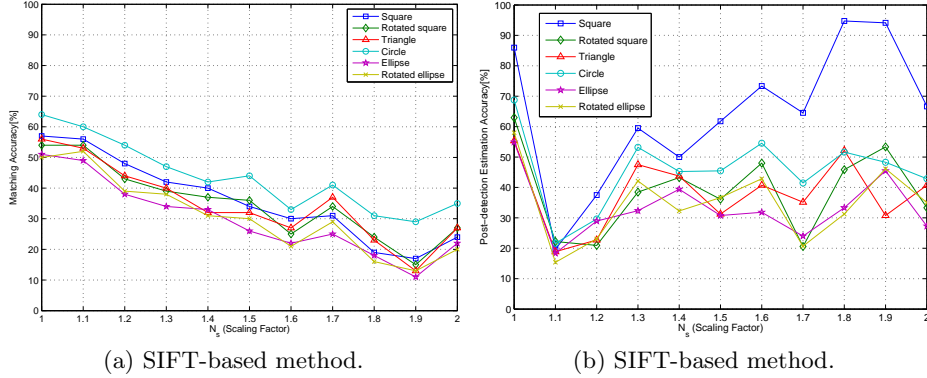 100
90
80
70
60
50
40
30
20
10
0
Matching Accuracy[%]
Square
Rotated square
Triangle
Circle
Ellipse
Rotated ellipse
1 1.1 1.2 1.3 1.4 1.5 1.6 1.7 1.8 1.9 2
Ns (Scaling Factor)
(a) SIFT-based method.
100
90
80
70
60
50
40
30
20
10
0
Post–detection Estimation Accuracy[%]
Square
Rotated square
Triangle
Circle
Ellipse
Rotated ellipse
1 1.1 1.2 1.3 1.4 1.5 1.6 1.7 1.8 1.9 2
Ns (Scaling Factor)
(b) SIFT-based method.